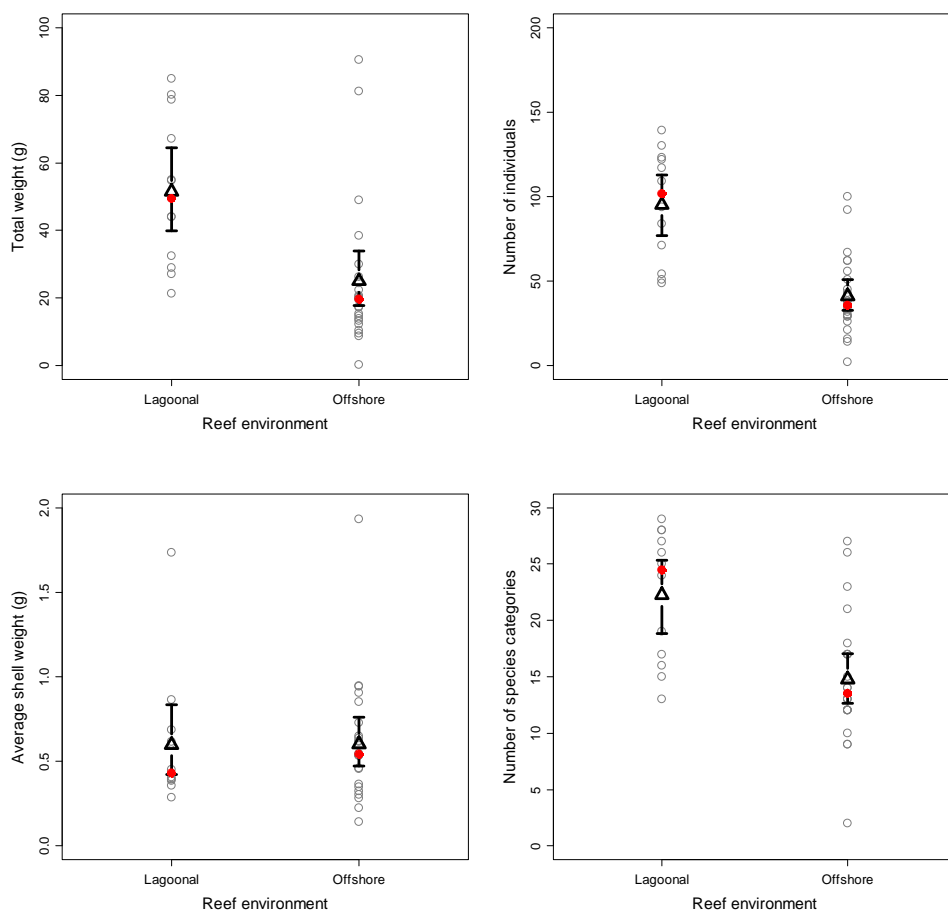 Total weight (g)
100
80
60
40
20
0
Lagoonal Offshore
Reef environment
Number of individuals
200
150
100
50
0
Lagoonal Offshore
Reef environment
Average shell weight (g)
2.0
1.5
1.0
0.5
0.0
Lagoonal Offshore
Reef environment
Number of species categories
30
25
20
15
10
5
0
Lagoonal Offshore
Reef environment